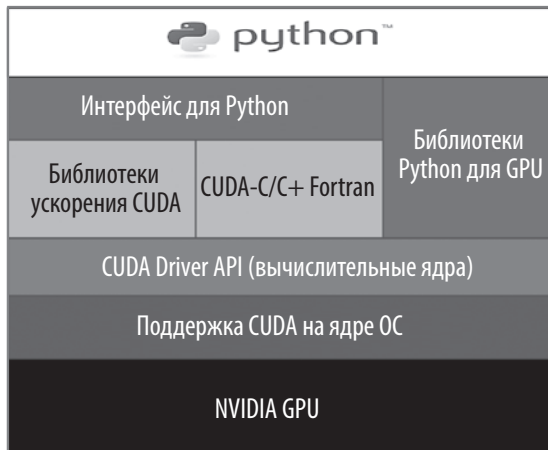 python™
Интерфейс для Python
Библиотеки
Python для GPU
Библиотеки
ускорения CUDA
CUDA-C/C+ Fortran
CUDA Driver API (вычислительные ядра)
Поддержка CUDA на ядре ОС
NVIDIA GPU